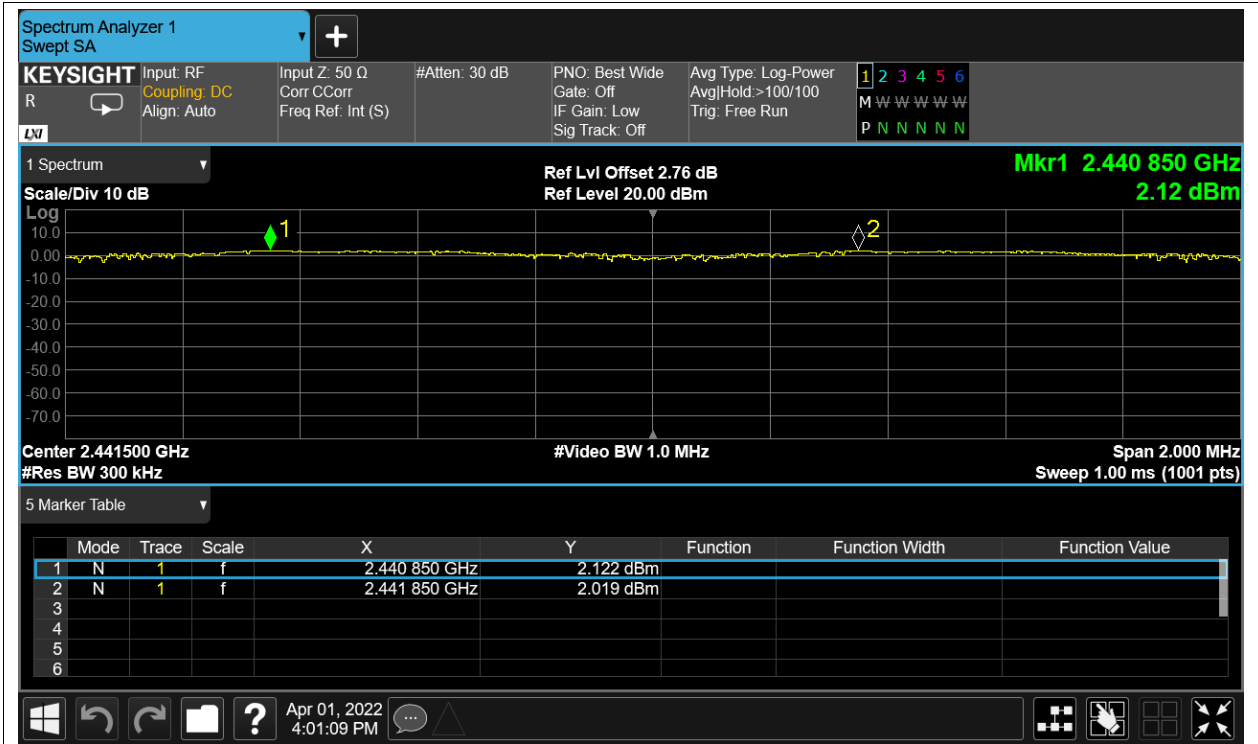 Spectrum Analyzer 1
Swept SA
+
KEYSIGHT
R
LXI
Input: RF
Coupling: DC
Align: Auto
Input Z: 50 Ω
Corr CCorr
Freq Ref: Int (S)
#Atten: 30 dB
PNO: Best Wide
Gate: Off
IF Gain: Low
Sig Track: Off
Avg Type: Log-Power
Avg|Hold:>100/100
Trig: Free Run
1 2 3 4 5 6
M W W W W W
P N N N N N
1 Spectrum
Scale/Div 10 dB
Ref Lvl Offset 2.76 dB
Ref Level 20.00 dBm
Mkr1 2.440 850 GHz
2.12 dBm
Log
10.0
0.00
-10.0
-20.0
-30.0
-40.0
-50.0
-60.0
-70.0
1
2
Center 2.441500 GHz
#Res BW 300 kHz
#Video BW 1.0 MHz
Span 2.000 MHz
Sweep 1.00 ms (1001 pts)
5 Marker Table
Mode Trace Scale X Y Function Function Width Function Value
1 N 1 f 2.440 850 GHz 2.122 dBm
2 N 1 f 2.441 850 GHz 2.019 dBm
3
4
5
6
?
Apr 01, 2022
4:01:09 PM